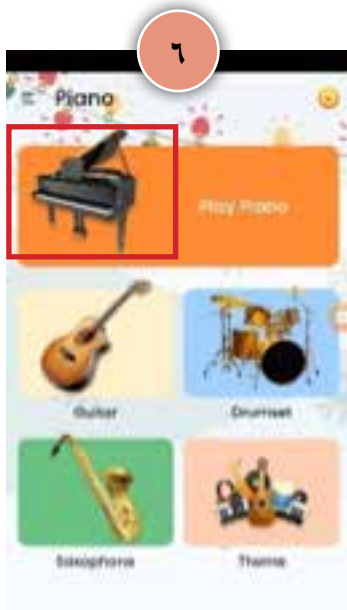 ٦
Piano
Play Piano
Guitar
Drumset
Saxophone
Theme